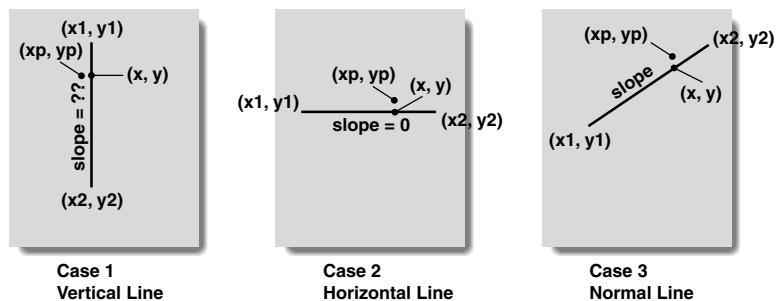 (x1, y1)
(xp, yp)
(x, y)
slope = ??
(x2, y2)
Case 1
Vertical Line
(xp, yp)
(x, y)
(x1, y1)
slope = 0
(x2, y2)
Case 2
Horizontal Line
(xp, yp)
(x2, y2)
slope
(x, y)
(x1, y1)
Case 3
Normal Line